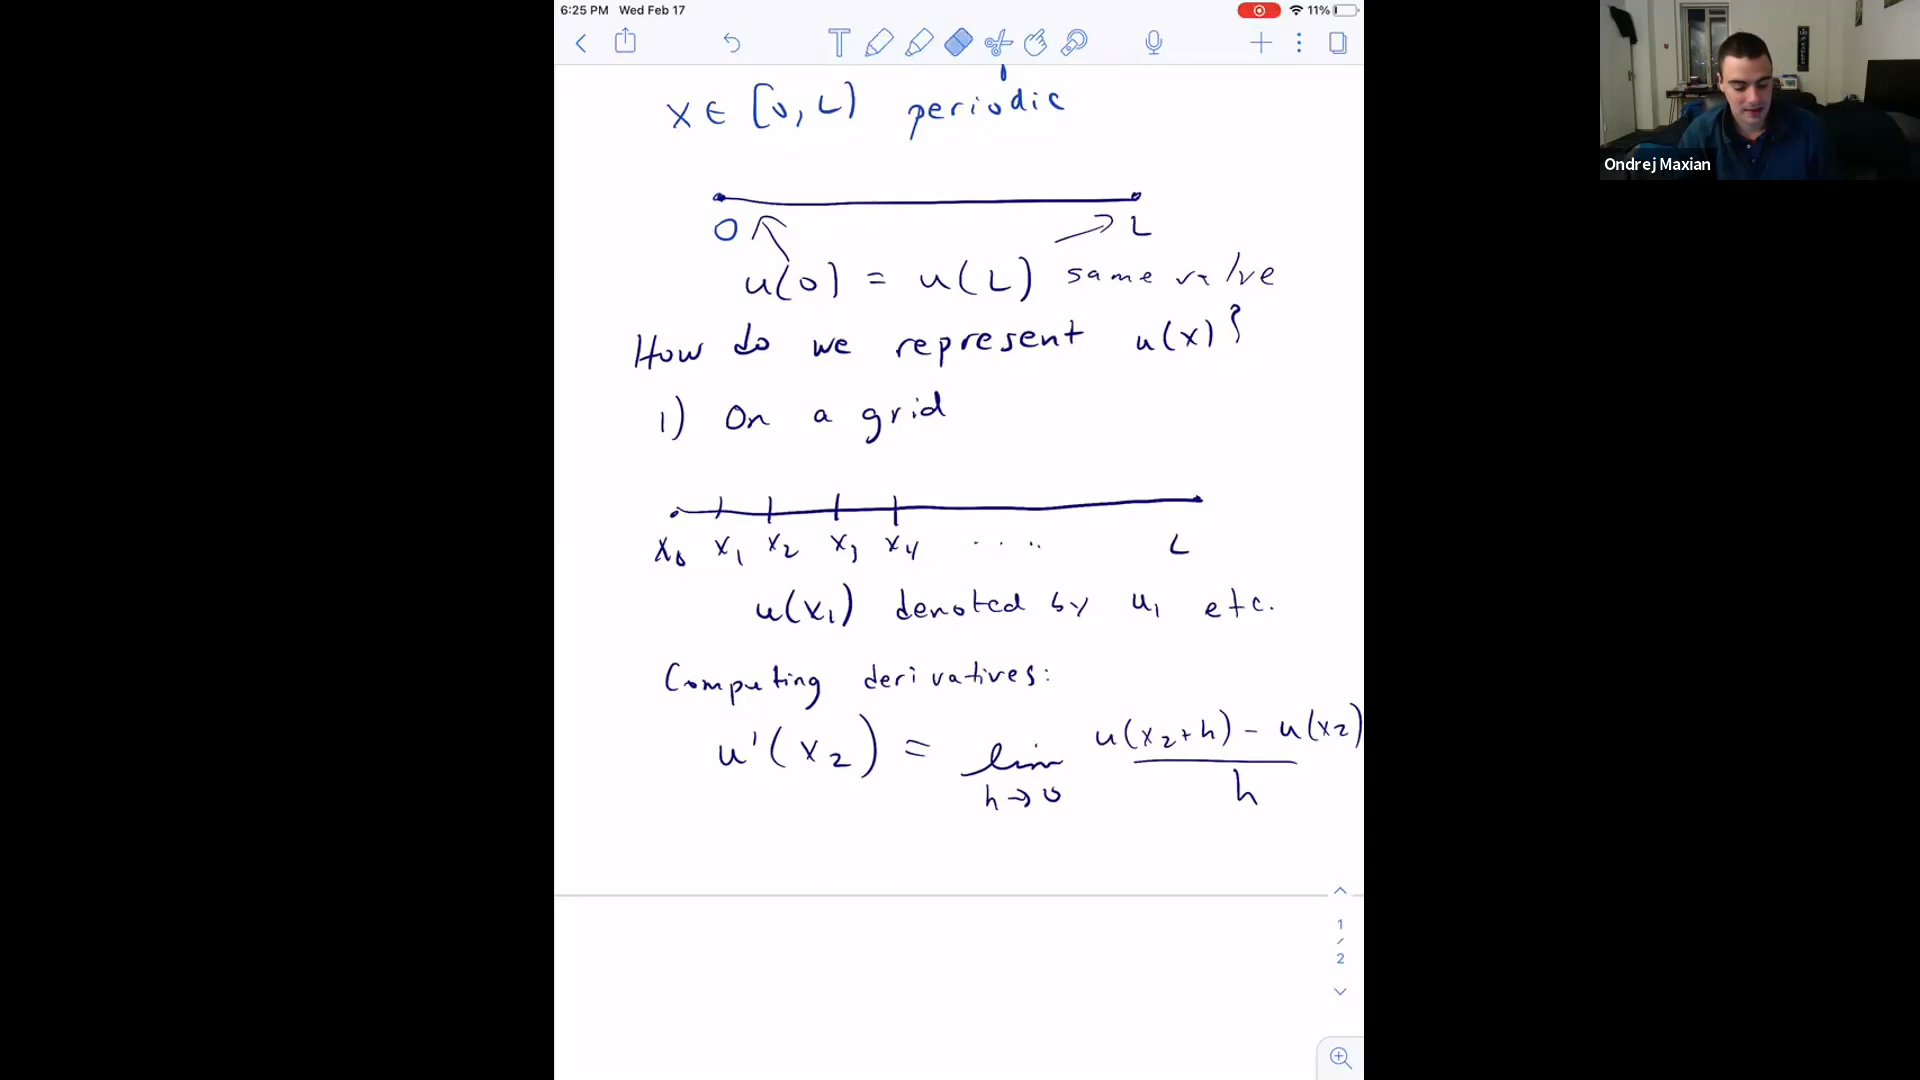 6:25 PM Wed Feb 17
11%
x ∈ [0, L) periodic
0 L
u(0) = u(L) same value
How do we represent u(x)?
1) On a grid
x₀ x₁ x₂ x₃ x₄ . . . . L
u(x₁) denoted by u₁ etc.
Computing derivatives:
u'(x₂) = lim h→0 u(x₂+h) - u(x₂) / h
1
/
2
Ondrej Maxian